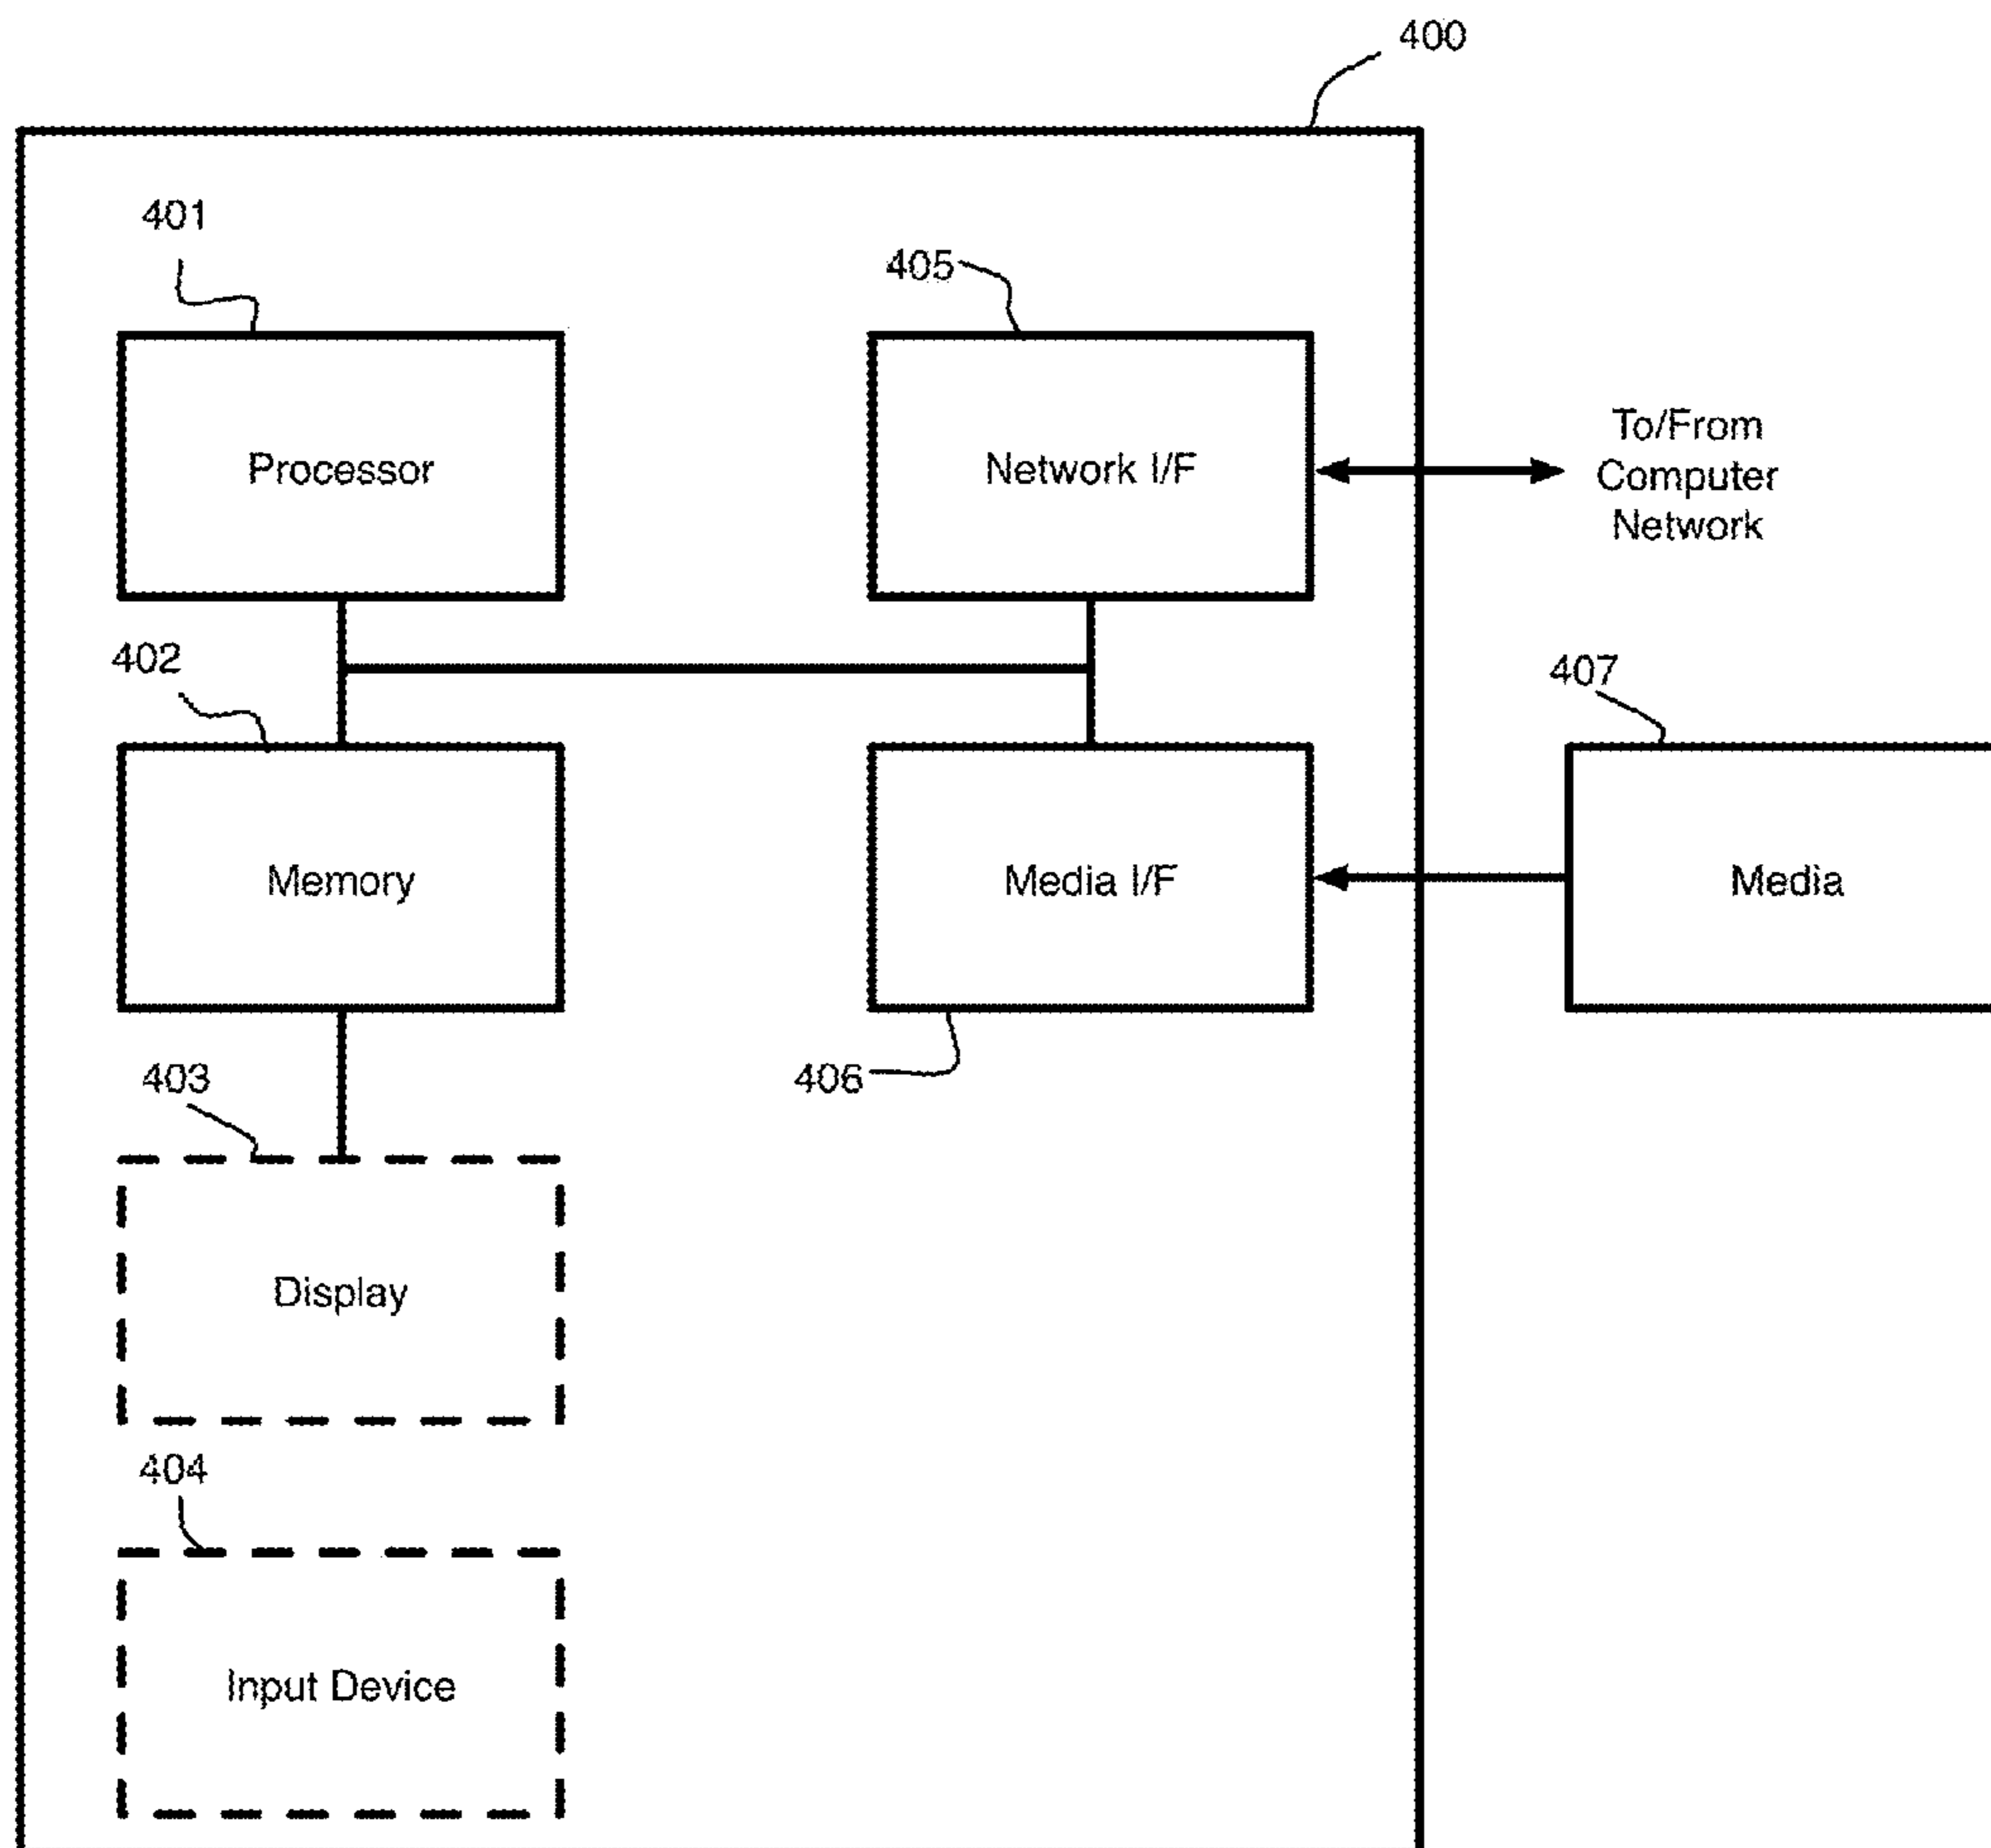 400
401
405
Processor
Network I/F
To/From
Computer
Network
402
407
Memory
Media I/F
Media
403
406
Display
404
Input Device